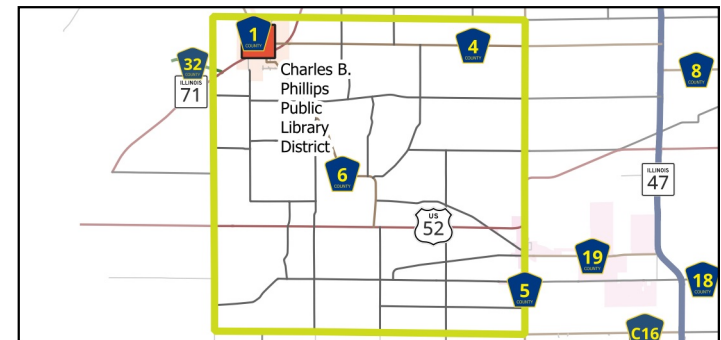 1
COUNTY
4
COUNTY
32
COUNTY
ILLINOIS
71
8
COUNTY
Charles B.
Phillips
Public
Library
District
6
COUNTY
ILLINOIS
47
US
52
19
COUNTY
5
COUNTY
18
COUNTY
C16